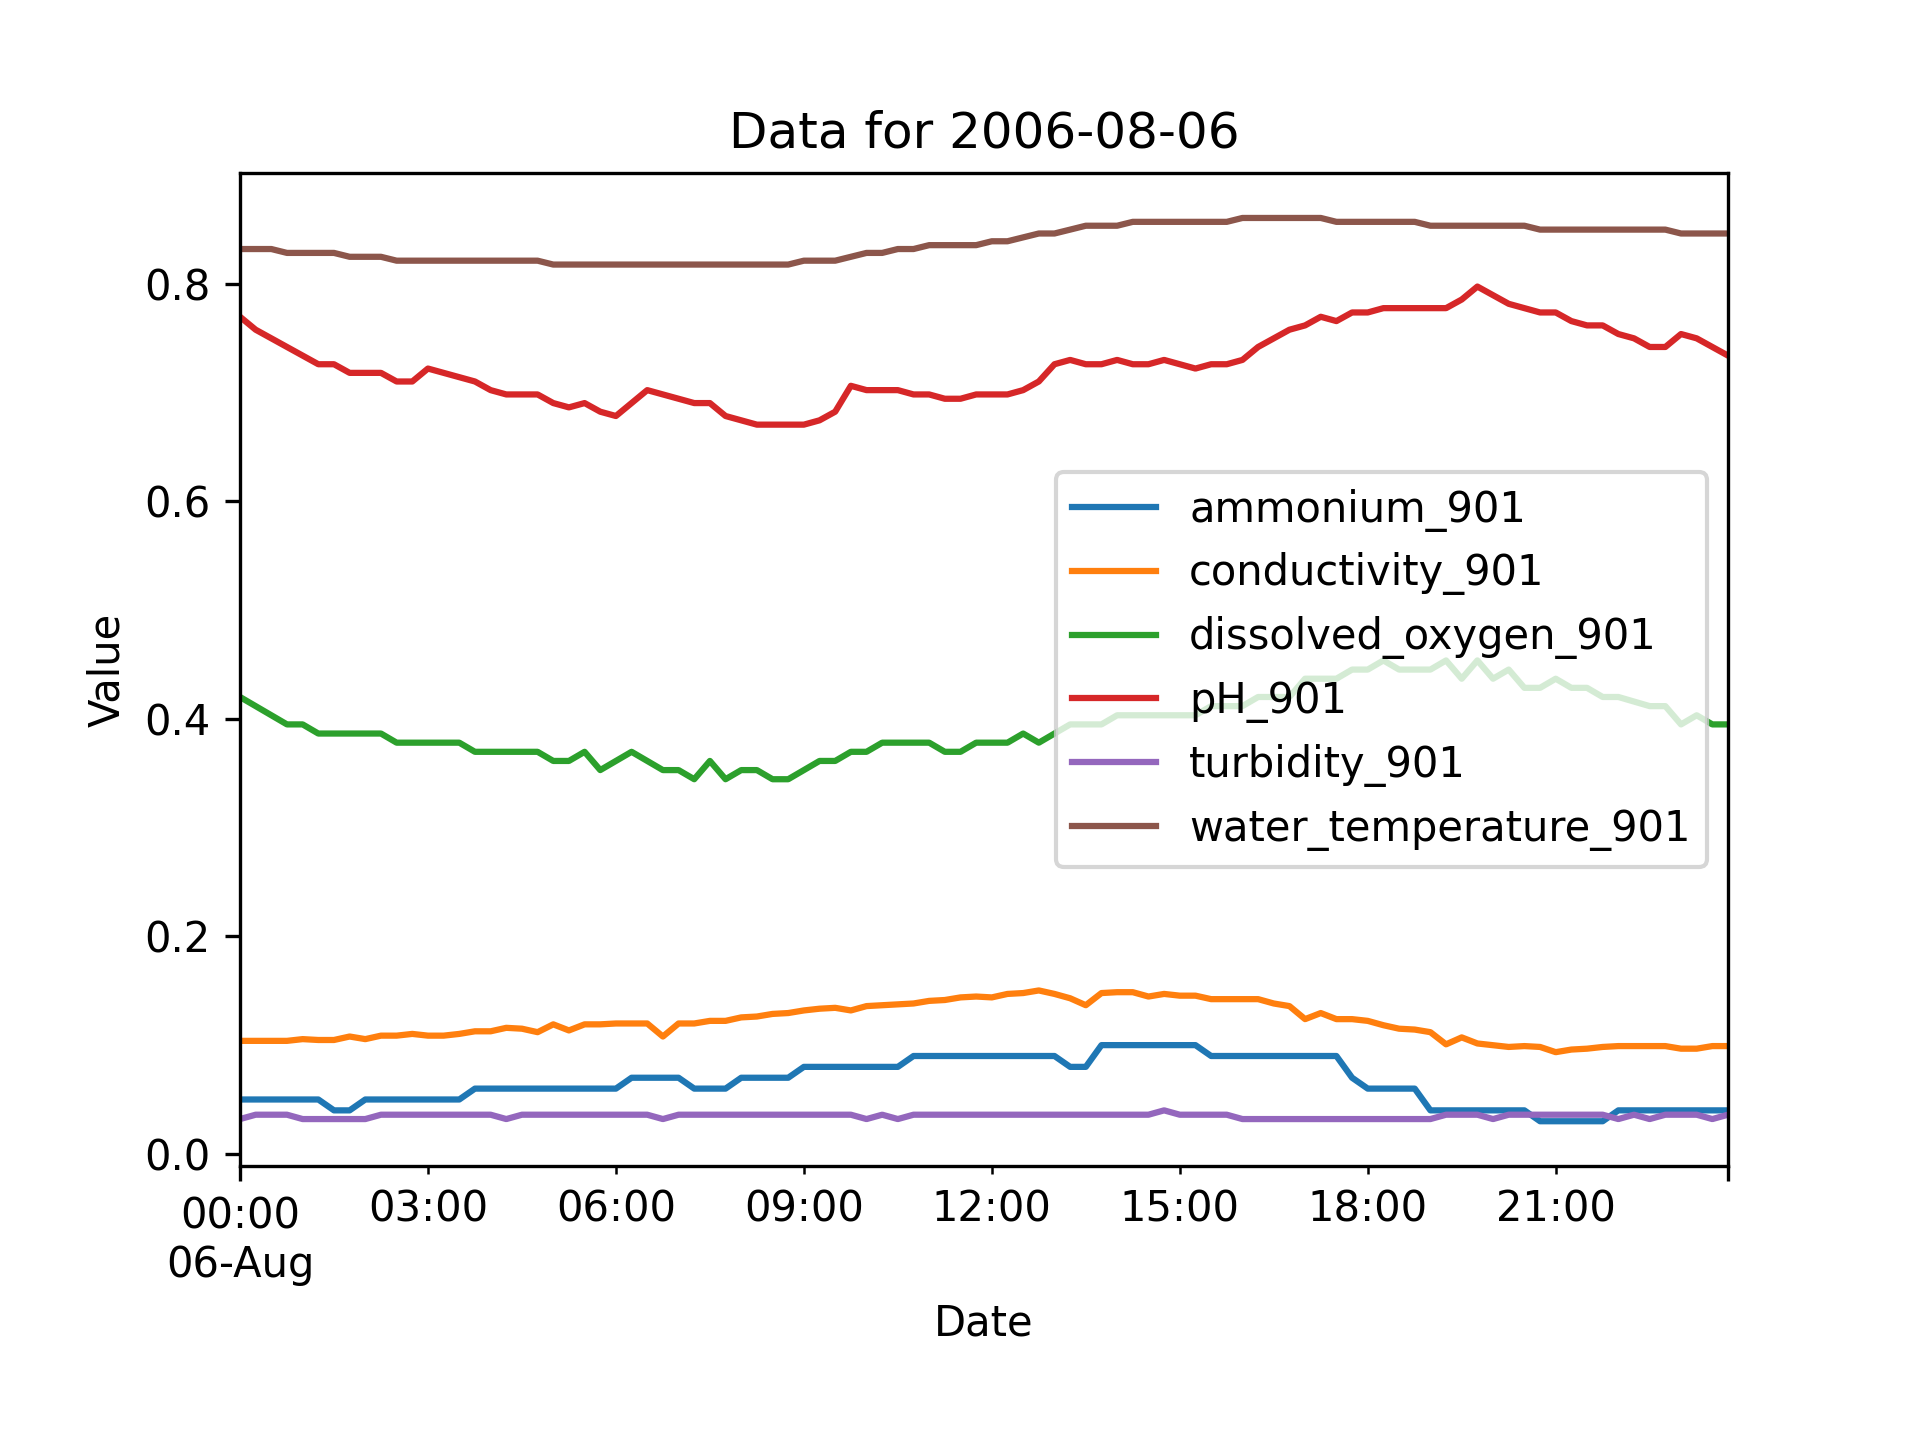 Data for 2006-08-06
Value
0.8
0.6
0.4
0.2
0.0
ammonium_901
conductivity_901
dissolved_oxygen_901
pH_901
turbidity_901
water_temperature_901
00:00 03:00 06:00 09:00 12:00 15:00 18:00 21:00
06-Aug
Date